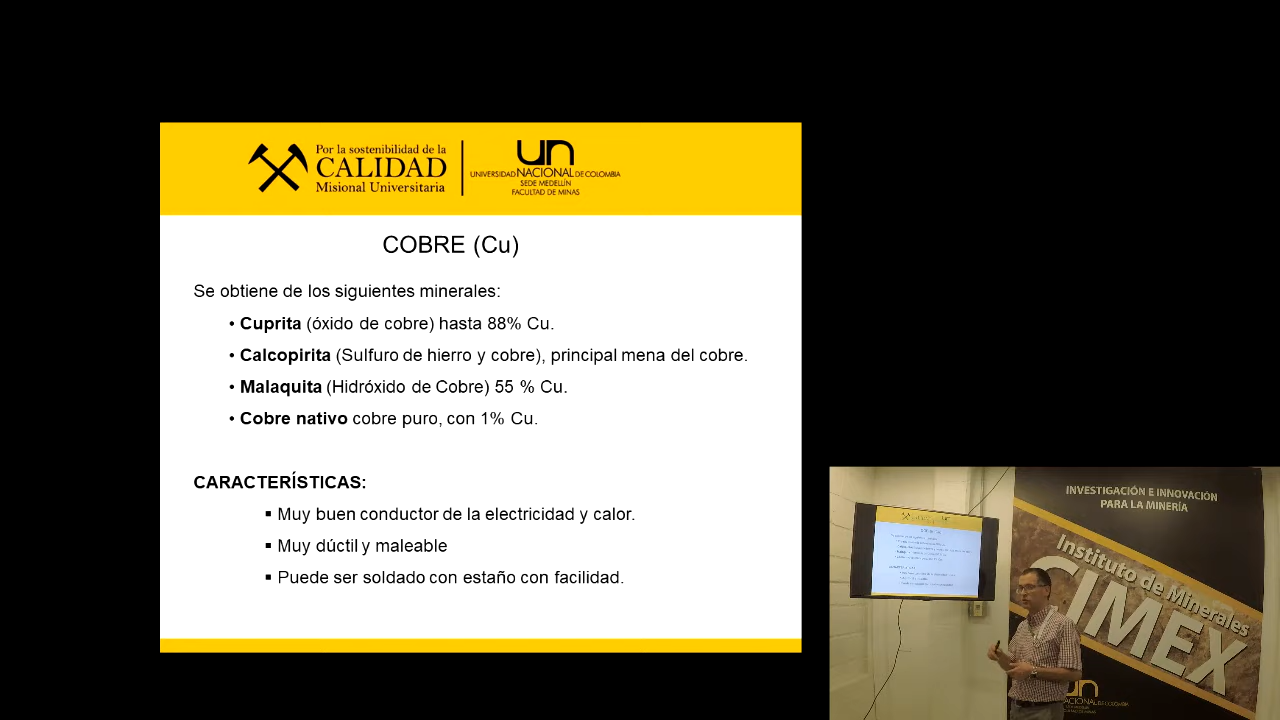 Por la sostenibilidad de la
CALIDAD
Misional Universitaria
un
UNIVERSIDAD NACIONAL DE COLOMBIA
SEDE MEDELLÍN
FACULTAD DE MINAS
COBRE (Cu)
Se obtiene de los siguientes minerales:
• Cuprita (óxido de cobre) hasta 88% Cu.
• Calcopirita (Sulfuro de hierro y cobre), principal mena del cobre.
• Malaquita (Hidróxido de Cobre) 55 % Cu.
• Cobre nativo cobre puro, con 1% Cu.
CARACTERÍSTICAS:
▪ Muy buen conductor de la electricidad y calor.
▪ Muy dúctil y maleable
▪ Puede ser soldado con estaño con facilidad.
INVESTIGACIÓN E INNOVACIÓN
PARA LA MINERÍA
Instituto de Minerales
CIMEX
un